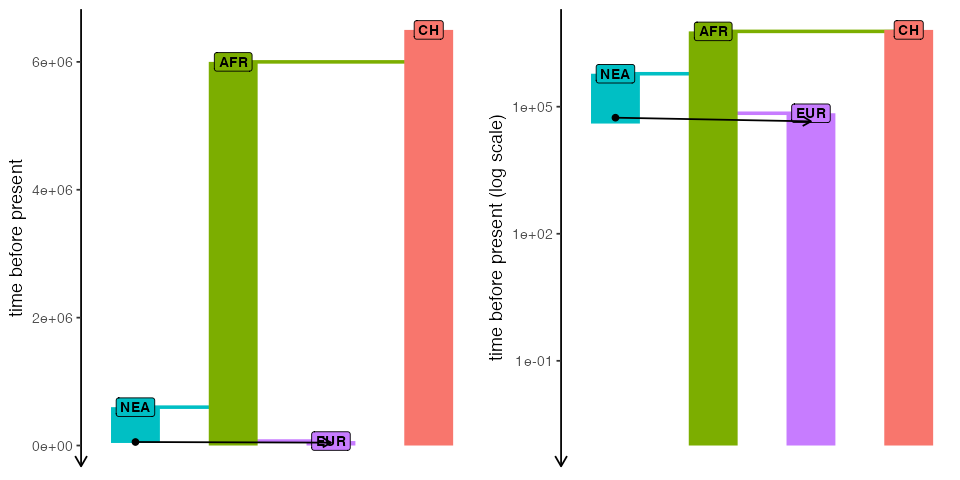 time before present
6e+06
4e+06
2e+06
0e+00
NEA
AFR
EUR
CH
time before present (log scale)
1e+05
1e+02
1e-01
NEA
AFR
EUR
CH